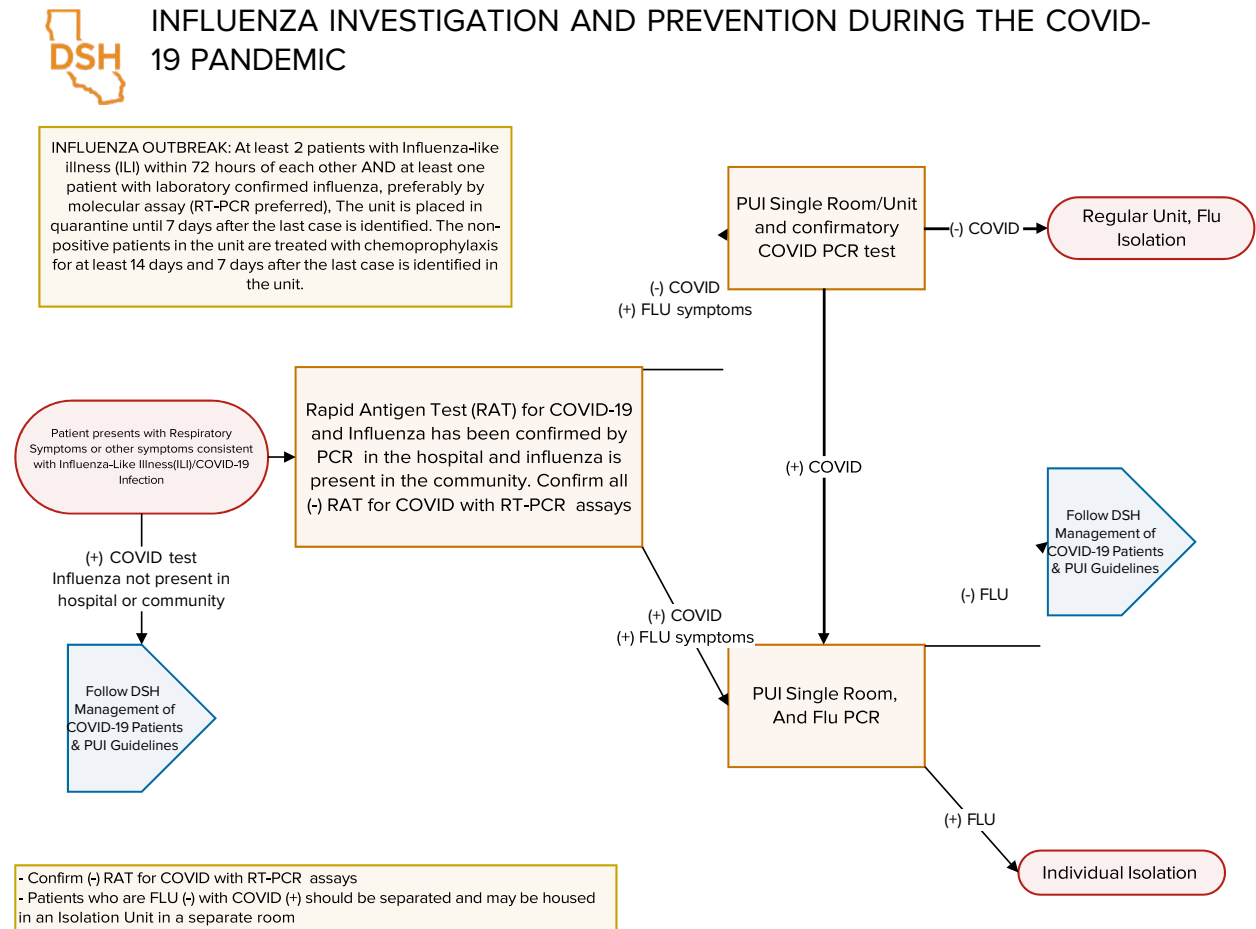 INFLUENZA INVESTIGATION AND PREVENTION DURING THE COVID-
19 PANDEMIC
DSH
INFLUENZA OUTBREAK: At least 2 patients with Influenza-like
illness (ILI) within 72 hours of each other AND at least one
patient with laboratory confirmed influenza, preferably by
molecular assay (RT-PCR preferred), The unit is placed in
quarantine until 7 days after the last case is identified. The non-
positive patients in the unit are treated with chemoprophylaxis
for at least 14 days and 7 days after the last case is identified in
the unit.
PUI Single Room/Unit
and confirmatory
COVID PCR test
(-) COVID
Regular Unit, Flu
Isolation
(-) COVID
(+) FLU symptoms
Patient presents with Respiratory
Symptoms or other symptoms consistent
with Influenza-Like Illness(ILI)/COVID-19
Infection
Rapid Antigen Test (RAT) for COVID-19
and Influenza has been confirmed by
PCR in the hospital and influenza is
present in the community. Confirm all
(-) RAT for COVID with RT-PCR assays
(+) COVID
Follow DSH
Management of
COVID-19 Patients
& PUI Guidelines
(+) COVID test
Influenza not present in
hospital or community
(-) FLU
(+) COVID
(+) FLU symptoms
Follow DSH
Management of
COVID-19 Patients
& PUI Guidelines
PUI Single Room,
And Flu PCR
(+) FLU
Individual Isolation
- Confirm (-) RAT for COVID with RT-PCR assays
- Patients who are FLU (-) with COVID (+) should be separated and may be housed
in an Isolation Unit in a separate room